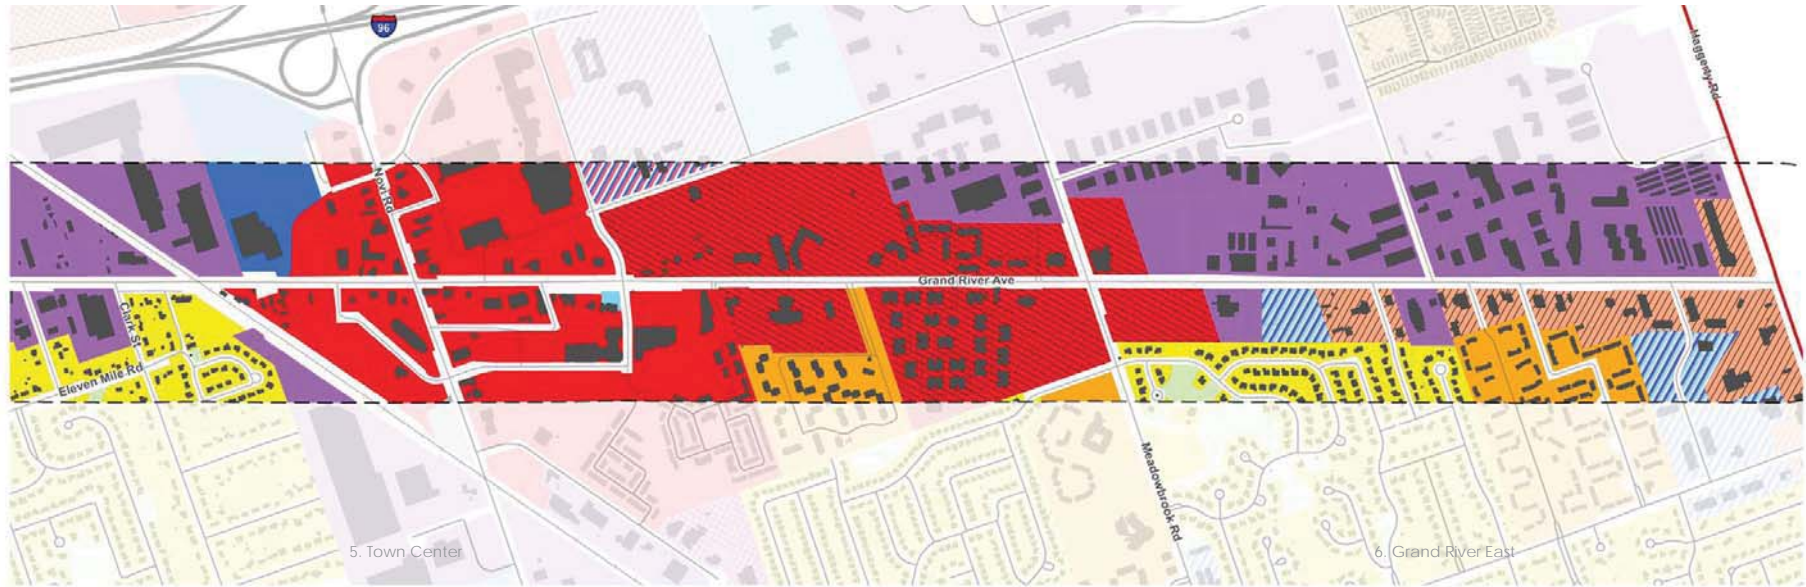 96
Haggerty Rd
Novi Rd
Grand River Ave
Clark St
Eleven Mile Rd
Meadowbrook Rd
5. Town Center
6. Grand River East